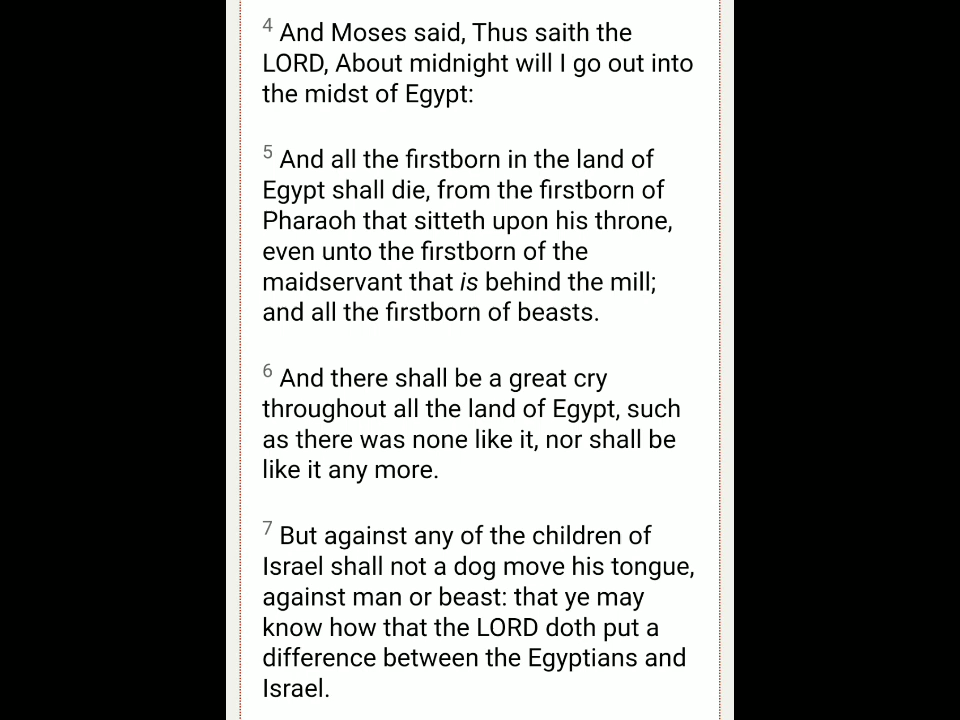 4 And Moses said, Thus saith the
LORD, About midnight will I go out into
the midst of Egypt:
5 And all the firstborn in the land of
Egypt shall die, from the firstborn of
Pharaoh that sitteth upon his throne,
even unto the firstborn of the
maidservant that is behind the mill;
and all the firstborn of beasts.
6 And there shall be a great cry
throughout all the land of Egypt, such
as there was none like it, nor shall be
like it any more.
7 But against any of the children of
Israel shall not a dog move his tongue,
against man or beast: that ye may
know how that the LORD doth put a
difference between the Egyptians and
Israel.